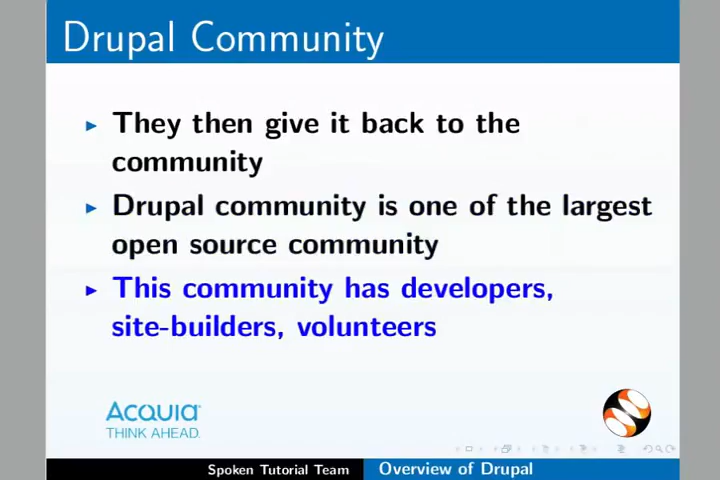 Drupal Community
They then give it back to the
community
Drupal community is one of the largest
open source community
This community has developers,
site-builders, volunteers
Acquia
THINK AHEAD.
Spoken Tutorial Team Overview of Drupal